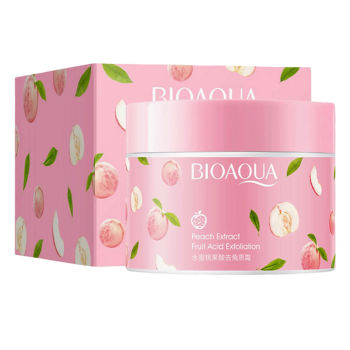 BIOAQUA
BIOAQUA
Peach Extract
Fruit Acid Exfoliation
水蜜桃果酸去角质霜